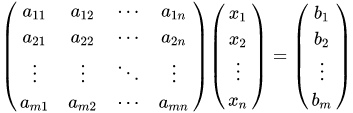 a₁₁ a₁₂ ⋯ a₁ₙ x₁ b₁
a₂₁ a₂₂ ⋯ a₂ₙ x₂ = b₂
⋮ ⋮ ⋱ ⋮ ⋮ ⋮
aₘ₁ aₘ₂ ⋯ aₘₙ xₙ bₘ